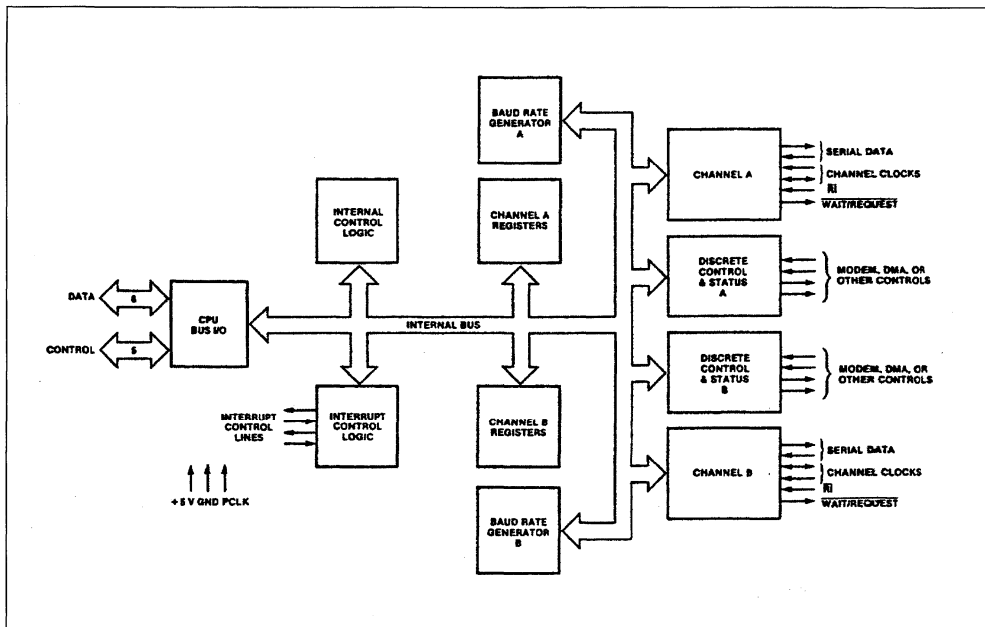 BAUD RATE
GENERATOR
A
CHANNEL A
SERIAL DATA
CHANNEL CLOCKS
RI
WAIT/REQUEST
INTERNAL
CONTROL
LOGIC
CHANNEL A
REGISTERS
DISCRETE
CONTROL
& STATUS
A
MODEM, DMA, OR
OTHER CONTROLS
DATA
8
CPU
BUS I/O
INTERNAL BUS
CONTROL
5
DISCRETE
CONTROL
& STATUS
B
MODEM, DMA, OR
OTHER CONTROLS
INTERRUPT
CONTROL
LINES
INTERRUPT
CONTROL
LOGIC
CHANNEL B
REGISTERS
CHANNEL B
SERIAL DATA
CHANNEL CLOCKS
RI
WAIT/REQUEST
+5 V GND PCLK
BAUD RATE
GENERATOR
B